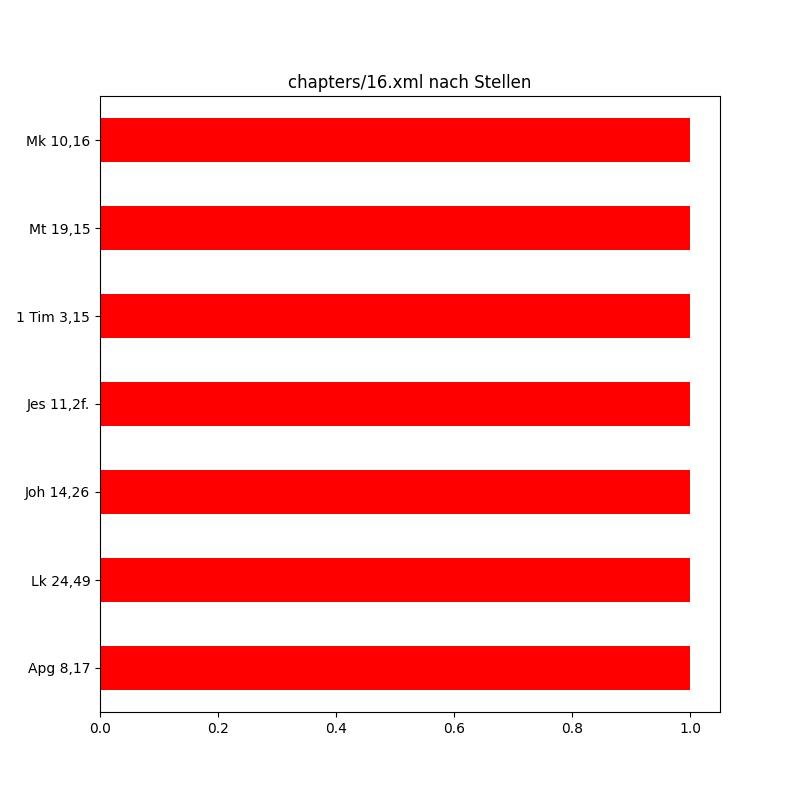 chapters/16.xml nach Stellen
Mk 10,16
Mt 19,15
1 Tim 3,15
Jes 11,2f.
Joh 14,26
Lk 24,49
Apg 8,17
0.0 0.2 0.4 0.6 0.8 1.0